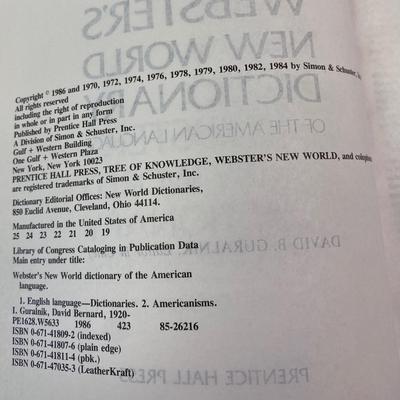 Copyright © 1986 and 1970, 1972, 1974, 1976, 1978, 1979, 1980, 1982, 1984 by Simon & Schuster,
All rights reserved
including the right of reproduction
in whole or in part in any form
Published by Prentice Hall Press
A Division of Simon & Schuster, Inc.
Gulf + Western Building
One Gulf + Western Plaza
New York, New York 10023
PRENTICE HALL PRESS, TREE OF KNOWLEDGE, WEBSTER'S NEW WORLD, and colophon
are registered trademarks of Simon & Schuster, Inc.
Dictionary Editorial Offices: New World Dictionaries,
850 Euclid Avenue, Cleveland, Ohio 44114.
Manufactured in the United States of America
25 24 23 22 21 20 19
Library of Congress Cataloging in Publication Data
Main entry under title:
Webster's New World dictionary of the American
language.
1. English language—Dictionaries. 2. Americanisms.
I. Guralnik, David Bernard, 1920-
PE1628.W5633 1986 423 85-26216
ISBN 0-671-41809-2 (indexed)
ISBN 0-671-41807-6 (plain edge)
ISBN 0-671-41811-4 (pbk.)
ISBN 0-671-47035-3 (LeatherKraft)
WEBSTER'S
NEW WORLD
DICTIONARY
OF THE AMERICAN LANGUAGE
DAVID B. GURALNIK,
PRENTICE HALL PRESS